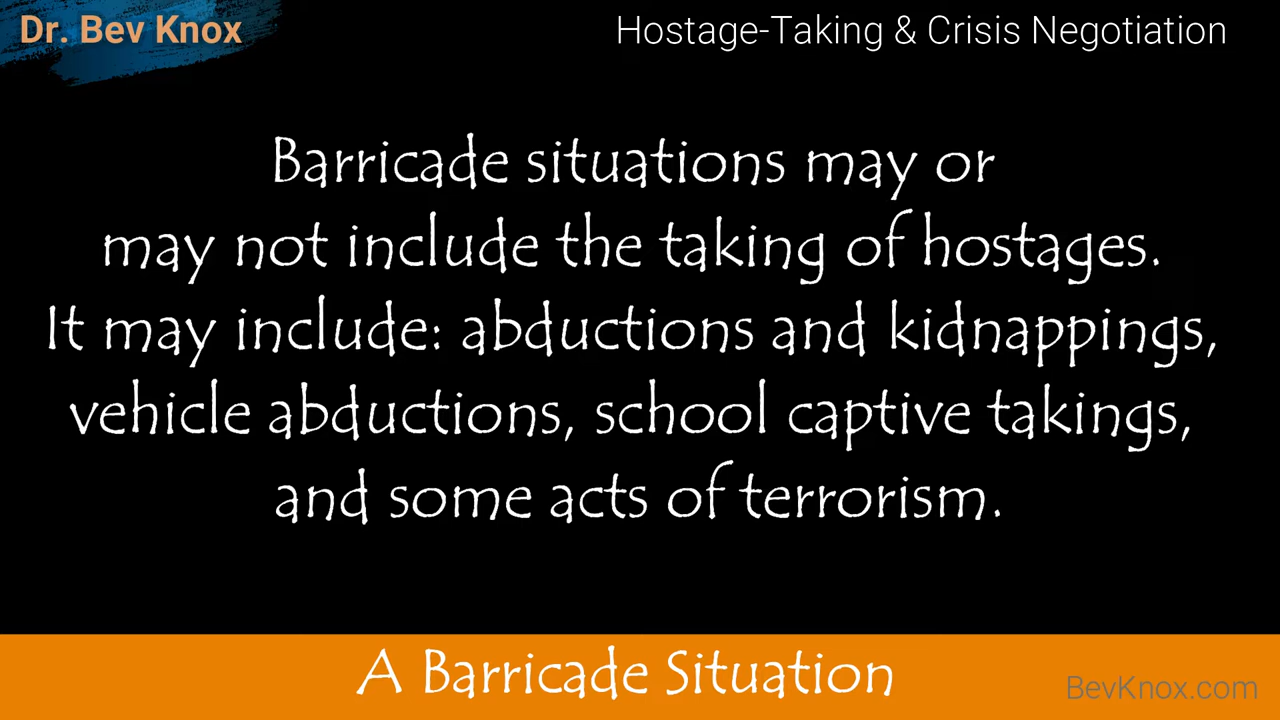 Dr. Bev Knox
Hostage-Taking & Crisis Negotiation
Barricade situations may or
may not include the taking of hostages.
It may include: abductions and kidnappings,
vehicle abductions, school captive takings,
and some acts of terrorism.
A Barricade Situation
BevKnox.com